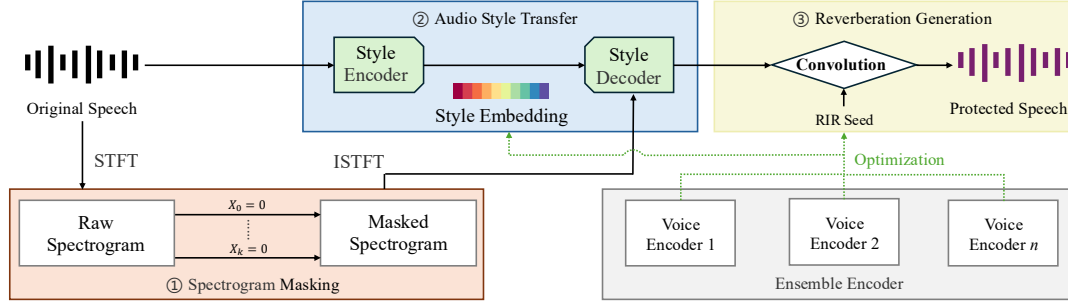 ② Audio Style Transfer
③ Reverberation Generation
Original Speech
Style
Encoder
Style
Decoder
Style Embedding
Convolution
RIR Seed
Protected Speech
STFT
ISTFT
Optimization
Raw
Spectrogram
X₀ = 0
Xₖ = 0
Masked
Spectrogram
① Spectrogram Masking
Voice
Encoder 1
Voice
Encoder 2
Voice
Encoder n
Ensemble Encoder